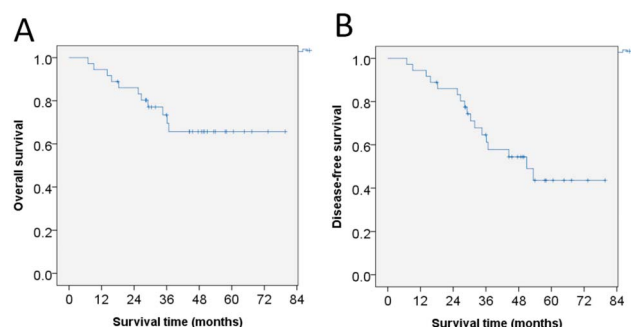 A
B
Overall survival
1.0
0.8
0.6
0.4
0.2
0.0
0 12 24 36 48 60 72 84
Survival time (months)
Disease-free survival
1.0
0.8
0.6
0.4
0.2
0.0
0 12 24 36 48 60 72 84
Survival time (months)